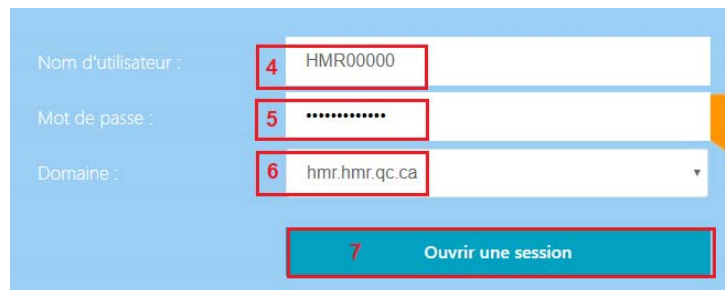 Nom d'utilisateur : 4 HMR00000
Mot de passe : 5 •••••••••••••
Domaine : 6 hmr.hmr.qc.ca
7 Ouvrir une session